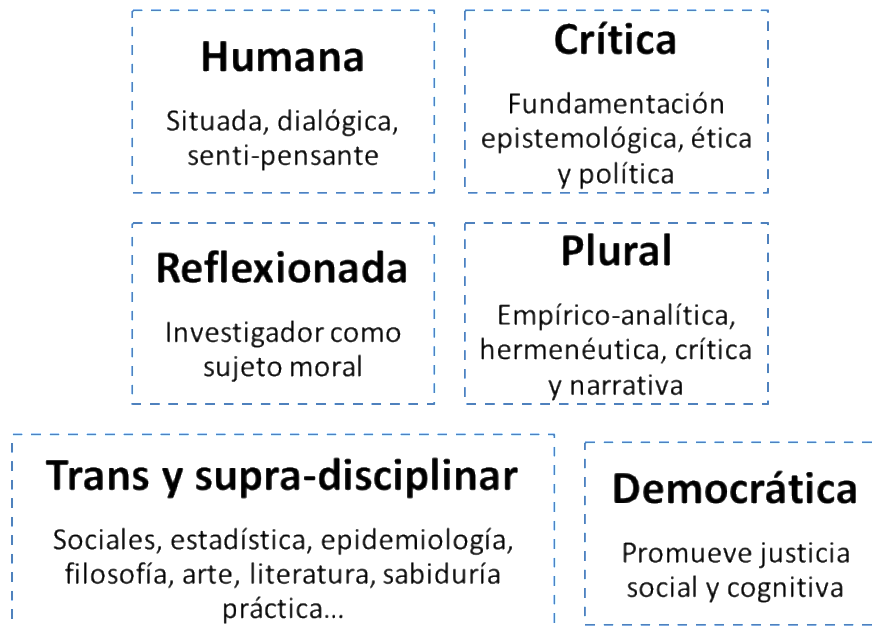 Humana
Situada, dialógica,
senti-pensante
Crítica
Fundamentación
epistemológica, ética
y política
Reflexionada
Investigador como
sujeto moral
Plural
Empírico-analítica,
hermenéutica, crítica
y narrativa
Trans y supra-disciplinar
Sociales, estadística, epidemiología,
filosofía, arte, literatura, sabiduría
práctica...
Democrática
Promueve justicia
social y cognitiva